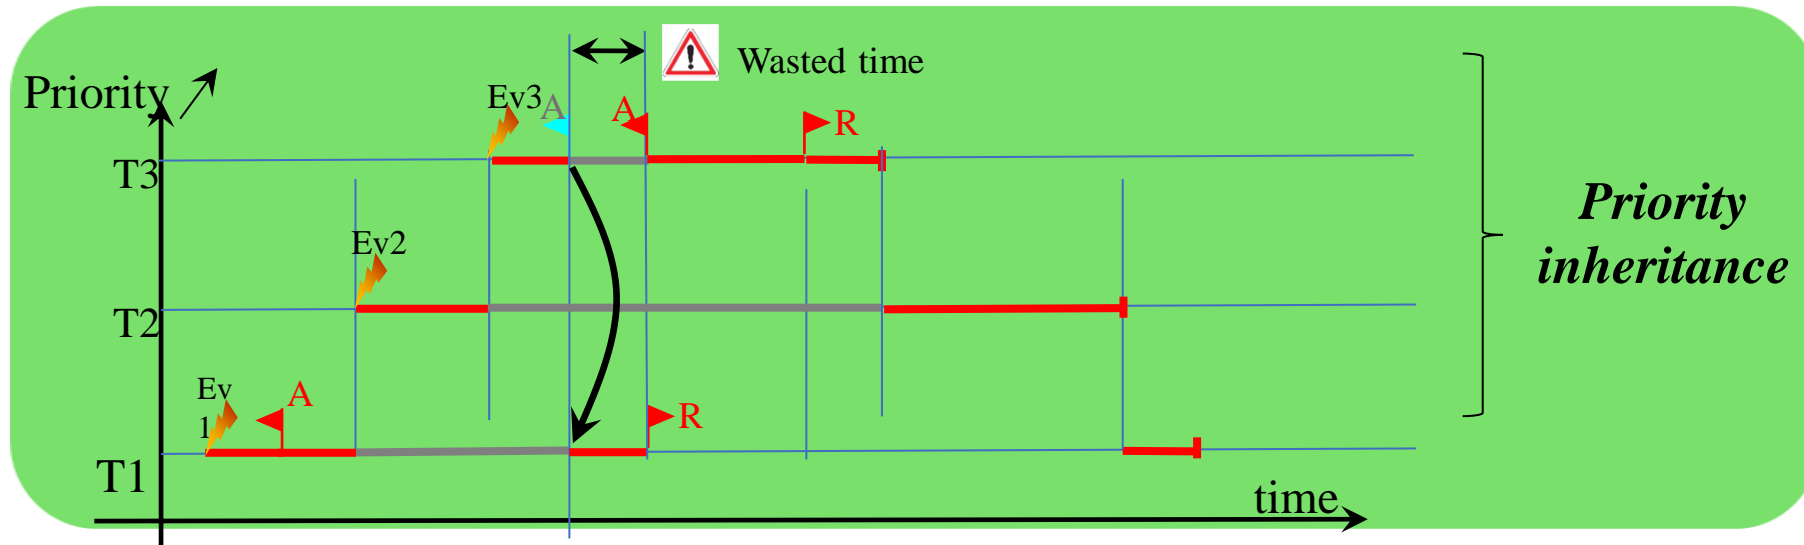 Wasted time
Priority
Ev3
A
A
R
T3
Priority
inheritance
Ev2
T2
Ev
1
A
R
T1
time